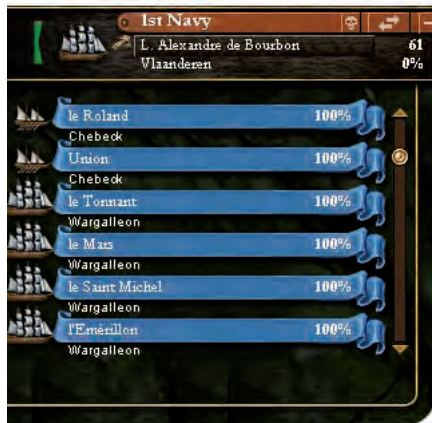 1st Navy
L. Alexandre de Bourbon 61
Vlaanderen 0%
le Roland 100%
Chebeck
Union 100%
Chebeck
le Tonnant 100%
Wargalleon
le Mars 100%
Wargalleon
le Saint Michel 100%
Wargalleon
l'Emérillon 100%
Wargalleon